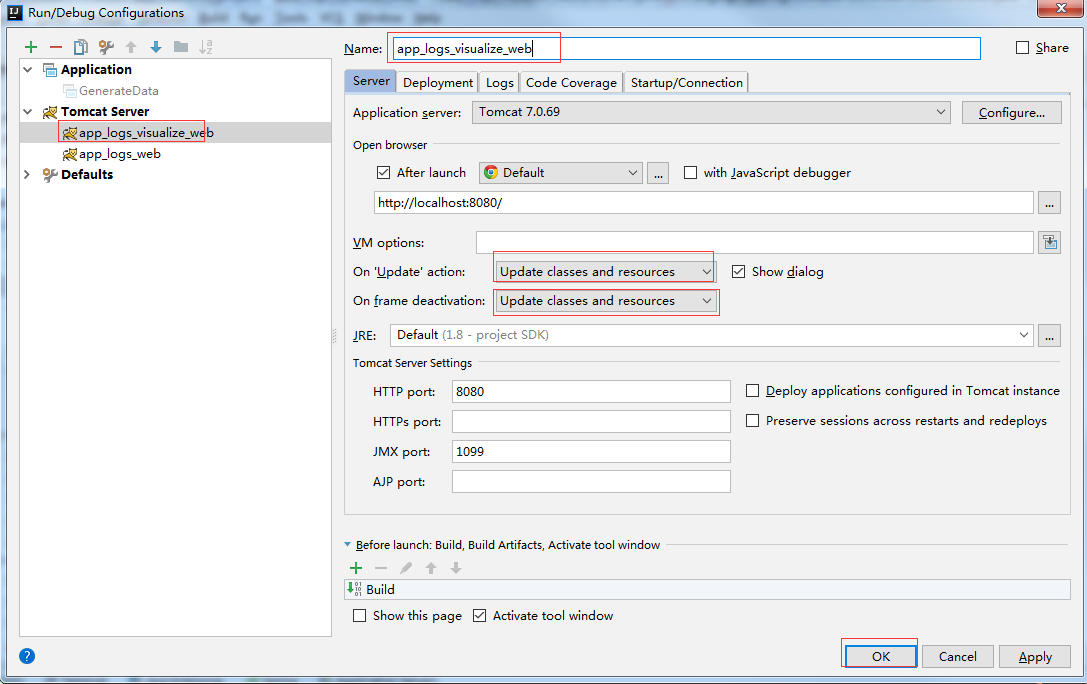 Run/Debug Configurations
Name: app_logs_visualize_web
Share
Application
GenerateData
Tomcat Server
app_logs_visualize_web
app_logs_web
Defaults
Server Deployment Logs Code Coverage Startup/Connection
Application server: Tomcat 7.0.69 Configure...
Open browser
After launch Default ... with JavaScript debugger
http://localhost:8080/ ...
VM options:
On 'Update' action: Update classes and resources Show dialog
On frame deactivation: Update classes and resources
JRE: Default (1.8 - project SDK) ...
Tomcat Server Settings
HTTP port: 8080 Deploy applications configured in Tomcat instance
HTTPs port: Preserve sessions across restarts and redeploys
JMX port: 1099
AJP port:
Before launch: Build, Build Artifacts, Activate tool window
Build
Show this page Activate tool window
? OK Cancel Apply